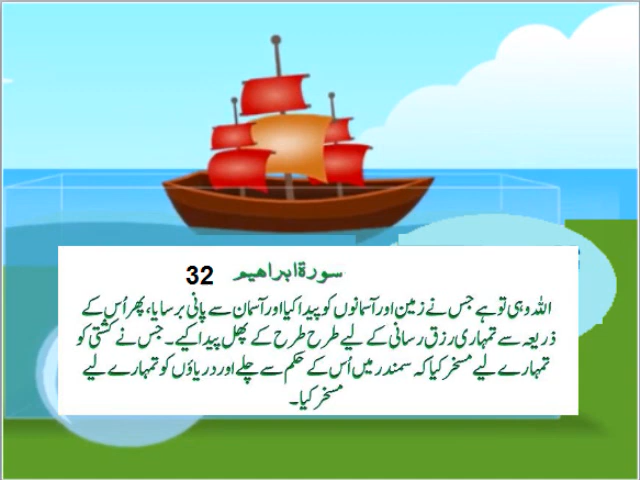 سورۃ ابراھیم 32
اللہ وہی تو ہے جس نے زمین اور آسمانوں کو پیدا کیا اور آسمان سے پانی برسایا، پھر اُس کے
ذریعہ سے تمہاری رزق رسانی کے لیے طرح طرح کے پھل پیدا کیے۔ جس نے کشتی کو
تمہارے لیے مسخر کیا کہ سمندر میں اُس کے حکم سے چلے اور دریاؤں کو تمہارے لیے
مسخر کیا۔